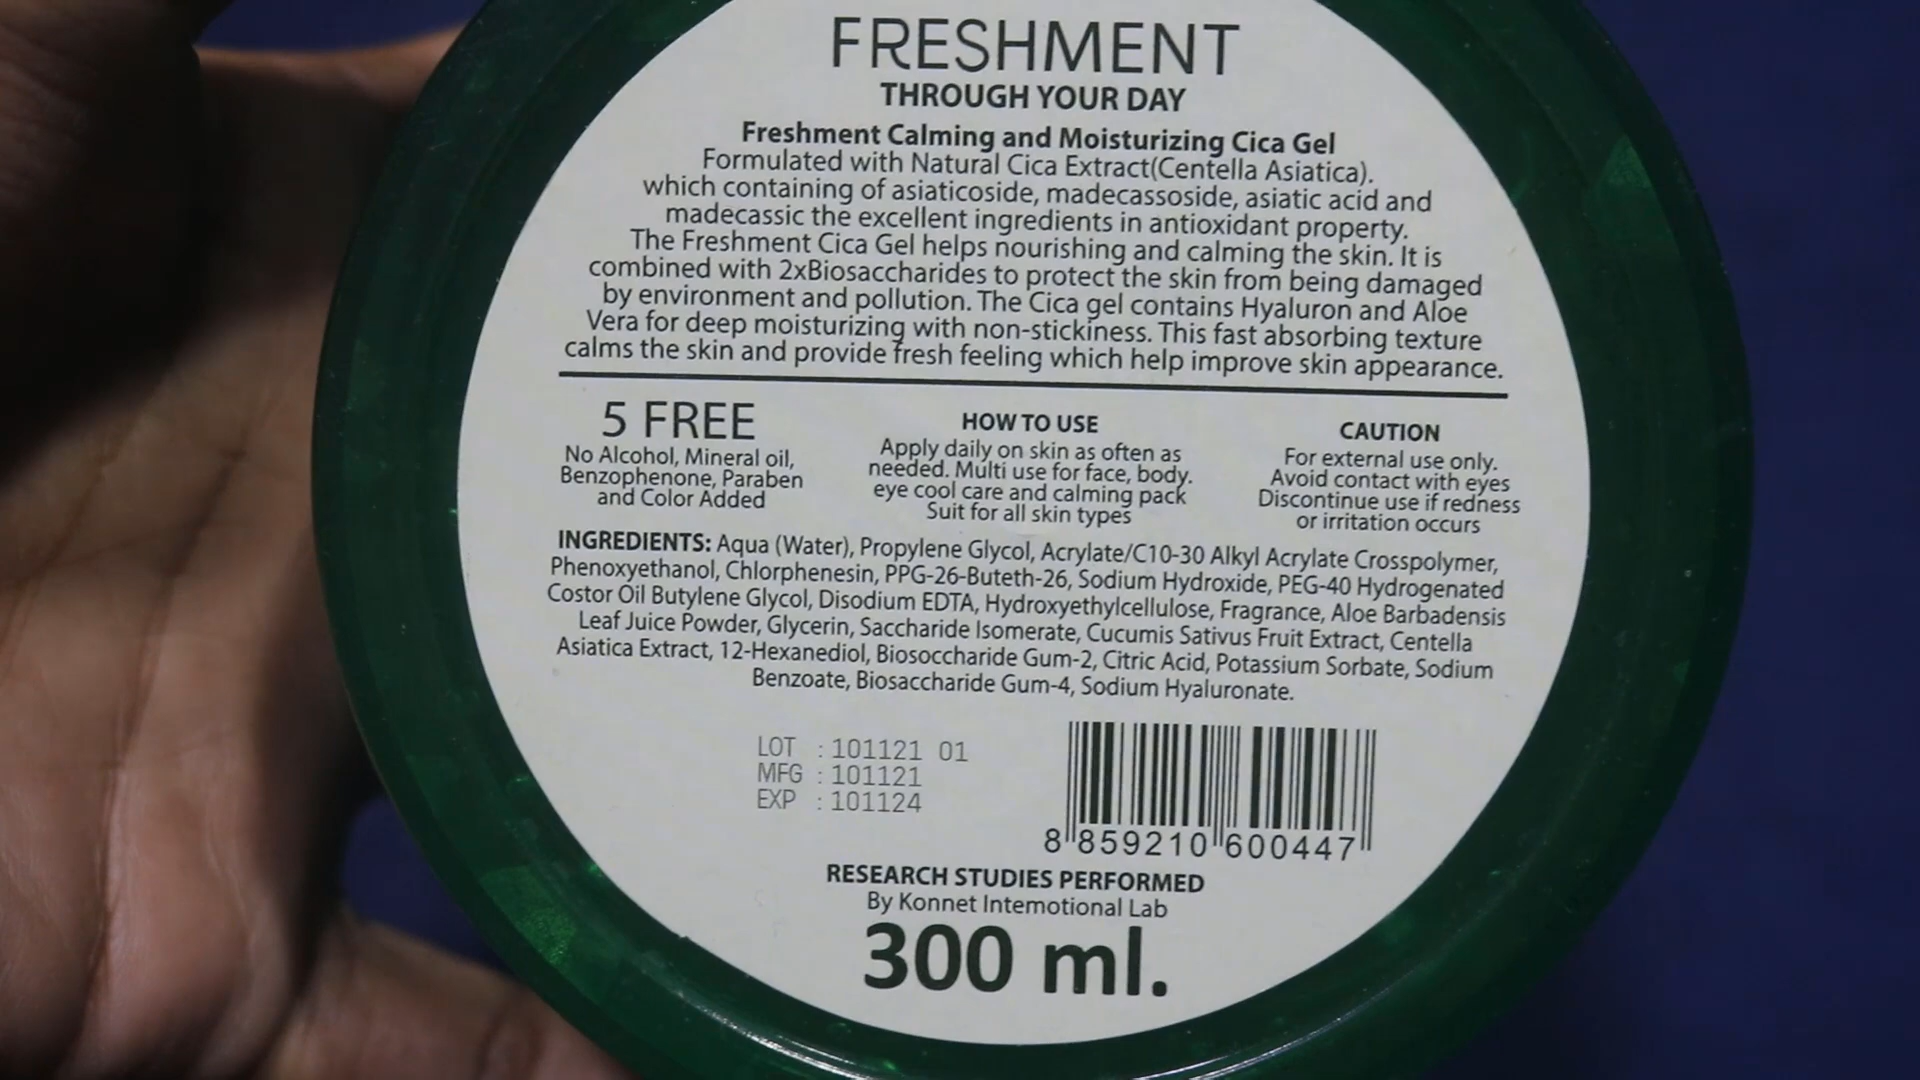 FRESHMENT
THROUGH YOUR DAY
Freshment Calming and Moisturizing Cica Gel
Formulated with Natural Cica Extract(Centella Asiatica).
which containing of asiaticoside, madecassoside, asiatic acid and
madecassic the excellent ingredients in antioxidant property.
The Freshment Cica Gel helps nourishing and calming the skin. It is
combined with 2xBiosaccharides to protect the skin from being damaged
by environment and pollution. The Cica gel contains Hyaluron and Aloe
Vera for deep moisturizing with non-stickiness. This fast absorbing texture
calms the skin and provide fresh feeling which help improve skin appearance.
5 FREE
No Alcohol, Mineral oil,
Benzophenone, Paraben
and Color Added
HOW TO USE
Apply daily on skin as often as
needed. Multi use for face, body.
eye cool care and calming pack
Suit for all skin types
CAUTION
For external use only.
Avoid contact with eyes
Discontinue use if redness
or irritation occurs
INGREDIENTS: Aqua (Water), Propylene Glycol, Acrylate/C10-30 Alkyl Acrylate Crosspolymer,
Phenoxyethanol, Chlorphenesin, PPG-26-Buteth-26, Sodium Hydroxide, PEG-40 Hydrogenated
Costor Oil Butylene Glycol, Disodium EDTA, Hydroxyethylcellulose, Fragrance, Aloe Barbadensis
Leaf Juice Powder, Glycerin, Saccharide Isomerate, Cucumis Sativus Fruit Extract, Centella
Asiatica Extract, 12-Hexanediol, Biosoccharide Gum-2, Citric Acid, Potassium Sorbate, Sodium
Benzoate, Biosaccharide Gum-4, Sodium Hyaluronate.
LOT : 101121 01
MFG : 101121
EXP : 101124
8 859210 600447
RESEARCH STUDIES PERFORMED
By Konnet Intemotional Lab
300 ml.